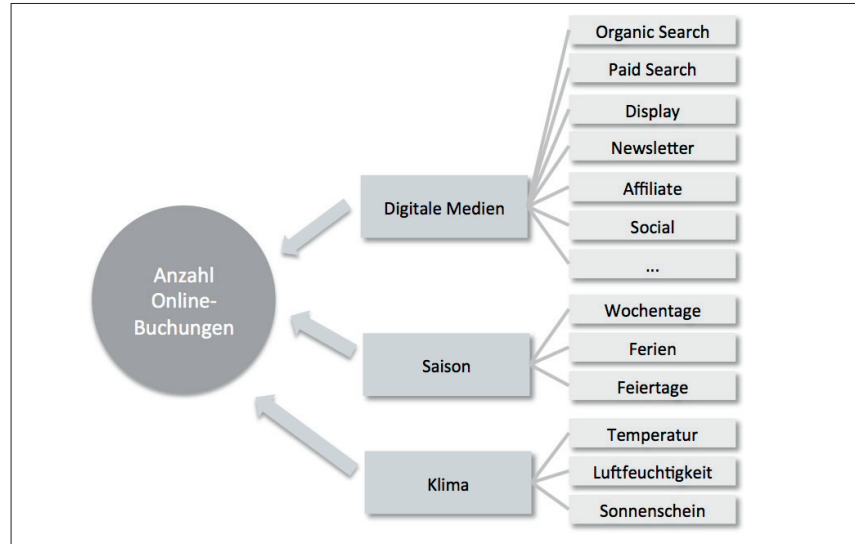 Organic Search
Paid Search
Display
Newsletter
Affiliate
Social
...
Digitale Medien
Anzahl
Online-
Buchungen
Wochentage
Ferien
Feiertage
Saison
Temperatur
Luftfeuchtigkeit
Sonnenschein
Klima